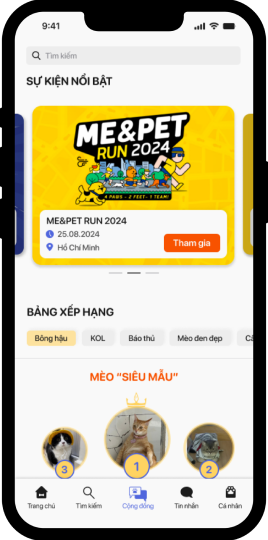 9:41
Tìm kiếm
SỰ KIỆN NỔI BẬT
ME&PET
RUN 2024
4 PAWS - 2 FEET - 1 TEAM!
ME&PET RUN 2024
25.08.2024
Hồ Chí Minh
Tham gia
BẢNG XẾP HẠNG
Bông hậu
KOL
Báo thủ
Mèo đen đẹp
MÈO “SIÊU MẪU”
1
3
2
Trang chủ
Tìm kiếm
Cộng đồng
Tin nhắn
Cá nhân